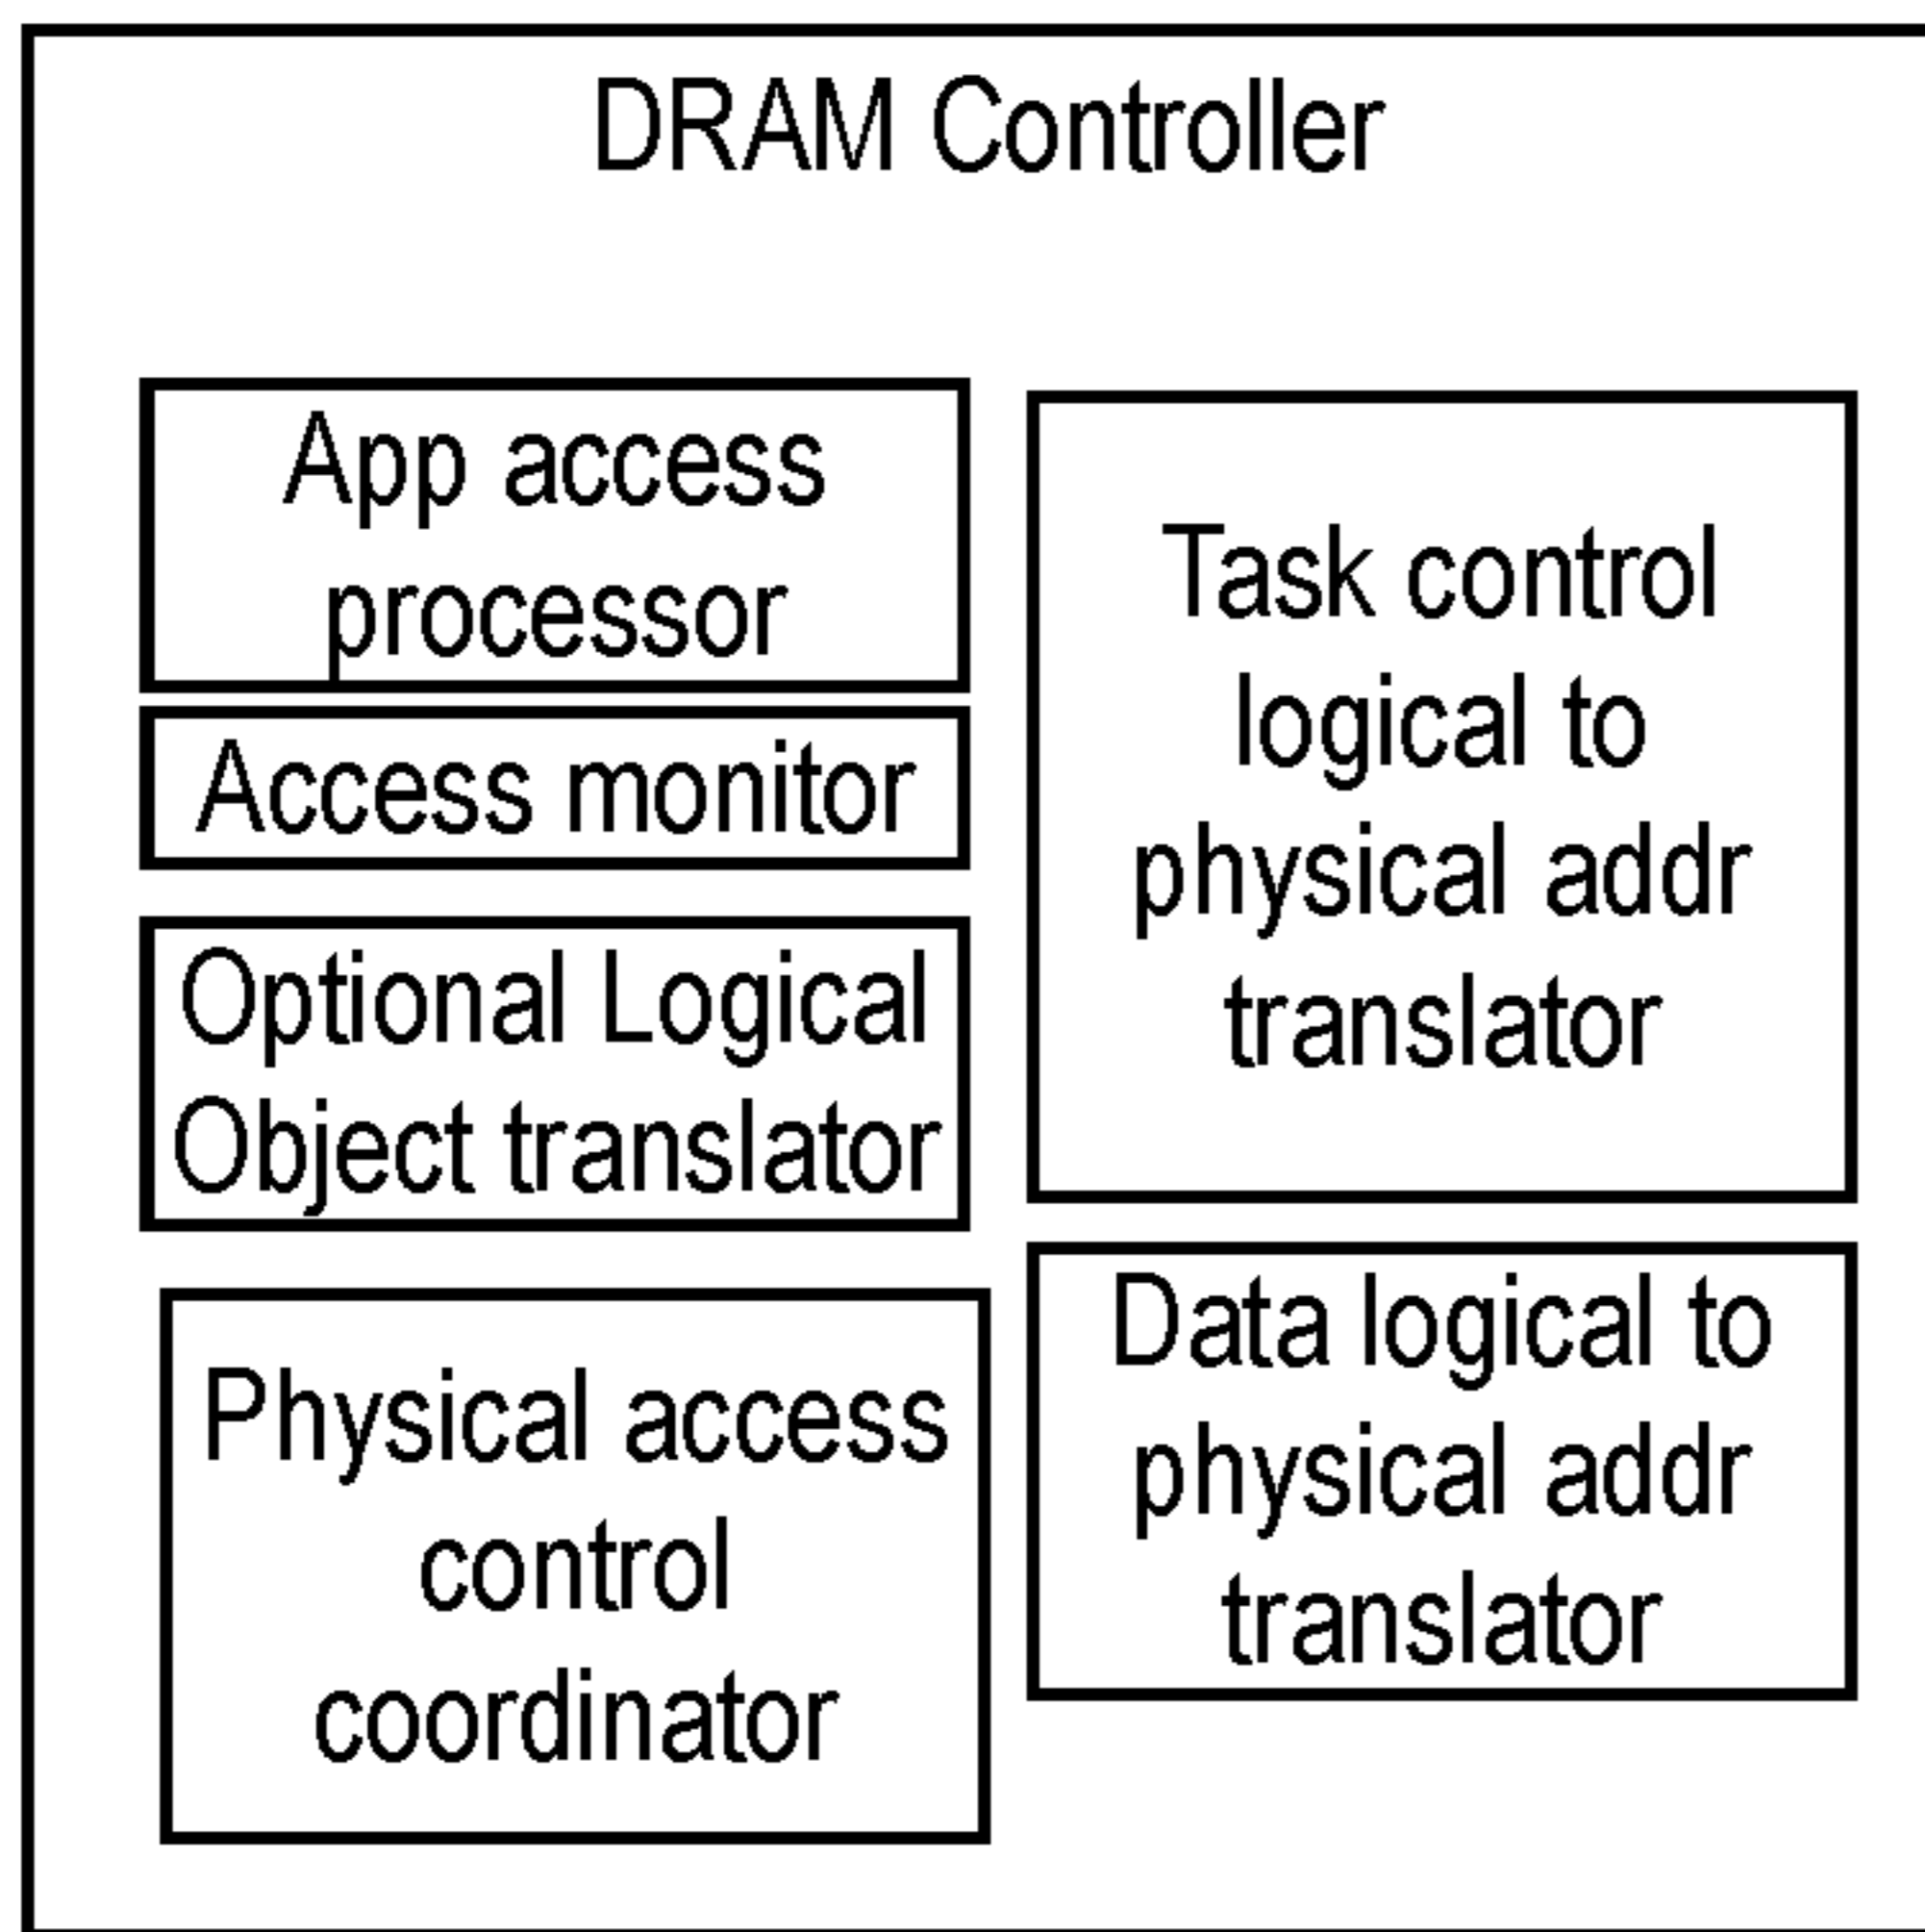 DRAM Controller
App access
processor
Access monitor
Optional Logical
Object translator
Physical access
control
coordinator
Task control
logical to
physical addr
translator
Data logical to
physical addr
translator